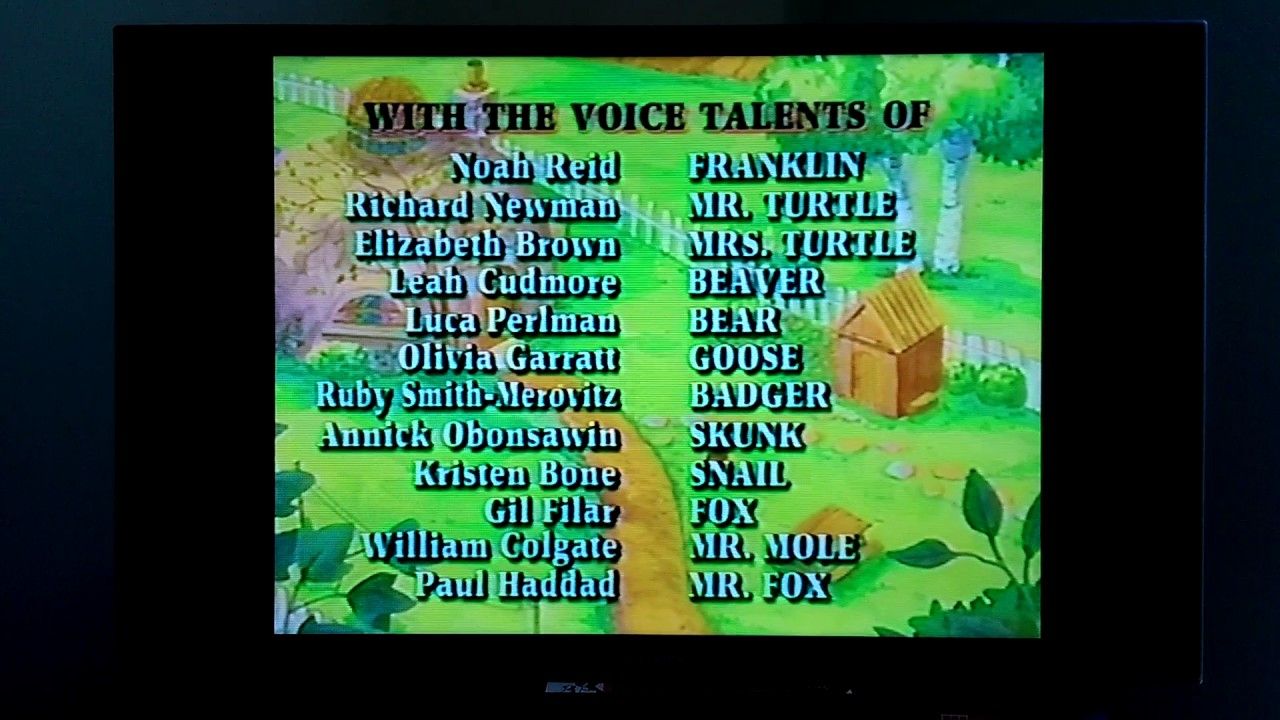 WITH THE VOICE TALENTS OF
Noah Reid FRANKLIN
Richard Newman MR. TURTLE
Elizabeth Brown MRS. TURTLE
Leah Cudmore BEAVER
Luca Perlman BEAR
Olivia Garratt GOOSE
Ruby Smith-Merovitz BADGER
Annick Obonsawin SKUNK
Kristen Bone SNAIL
Gil Filar FOX
William Colgate MR. MOLE
Paul Haddad MR. FOX